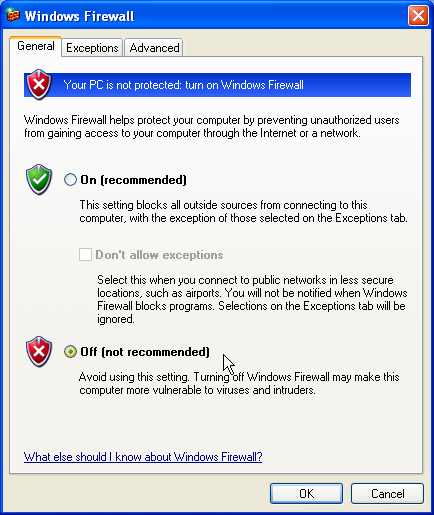 Windows Firewall
General Exceptions Advanced
Your PC is not protected: turn on Windows Firewall
Windows Firewall helps protect your computer by preventing unauthorized users
from gaining access to your computer through the Internet or a network.
On (recommended)
This setting blocks all outside sources from connecting to this
computer, with the exception of those selected on the Exceptions tab.
Don't allow exceptions
Select this when you connect to public networks in less secure
locations, such as airports. You will not be notified when Windows
Firewall blocks programs. Selections on the Exceptions tab will be
ignored.
Off (not recommended)
Avoid using this setting. Turning off Windows Firewall may make this
computer more vulnerable to viruses and intruders.
What else should I know about Windows Firewall?
OK Cancel